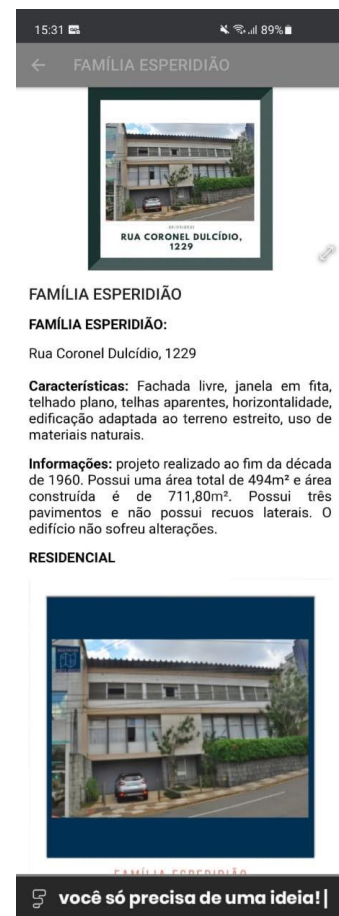 15:31 89%
FAMÍLIA ESPERIDIÃO
RUA CORONEL DULCÍDIO,
1229
FAMÍLIA ESPERIDIÃO
FAMÍLIA ESPERIDIÃO:
Rua Coronel Dulcídio, 1229
Características: Fachada livre, janela em fita,
telhado plano, telhas aparentes, horizontalidade,
edificação adaptada ao terreno estreito, uso de
materiais naturais.
Informações: projeto realizado ao fim da década
de 1960. Possui uma área total de 494m² e área
construída é de 711,80m². Possui três
pavimentos e não possui recuos laterais. O
edifício não sofreu alterações.
RESIDENCIAL
FAMÍLIA ESPERIDIÃO
você só precisa de uma ideia!|